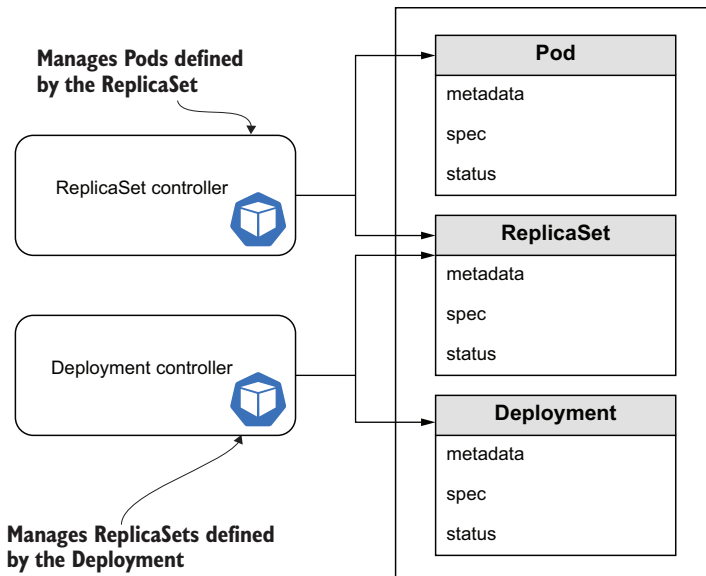 Manages Pods defined
by the ReplicaSet
ReplicaSet controller
Deployment controller
Manages ReplicaSets defined
by the Deployment
Pod
metadata
spec
status
ReplicaSet
metadata
spec
status
Deployment
metadata
spec
status